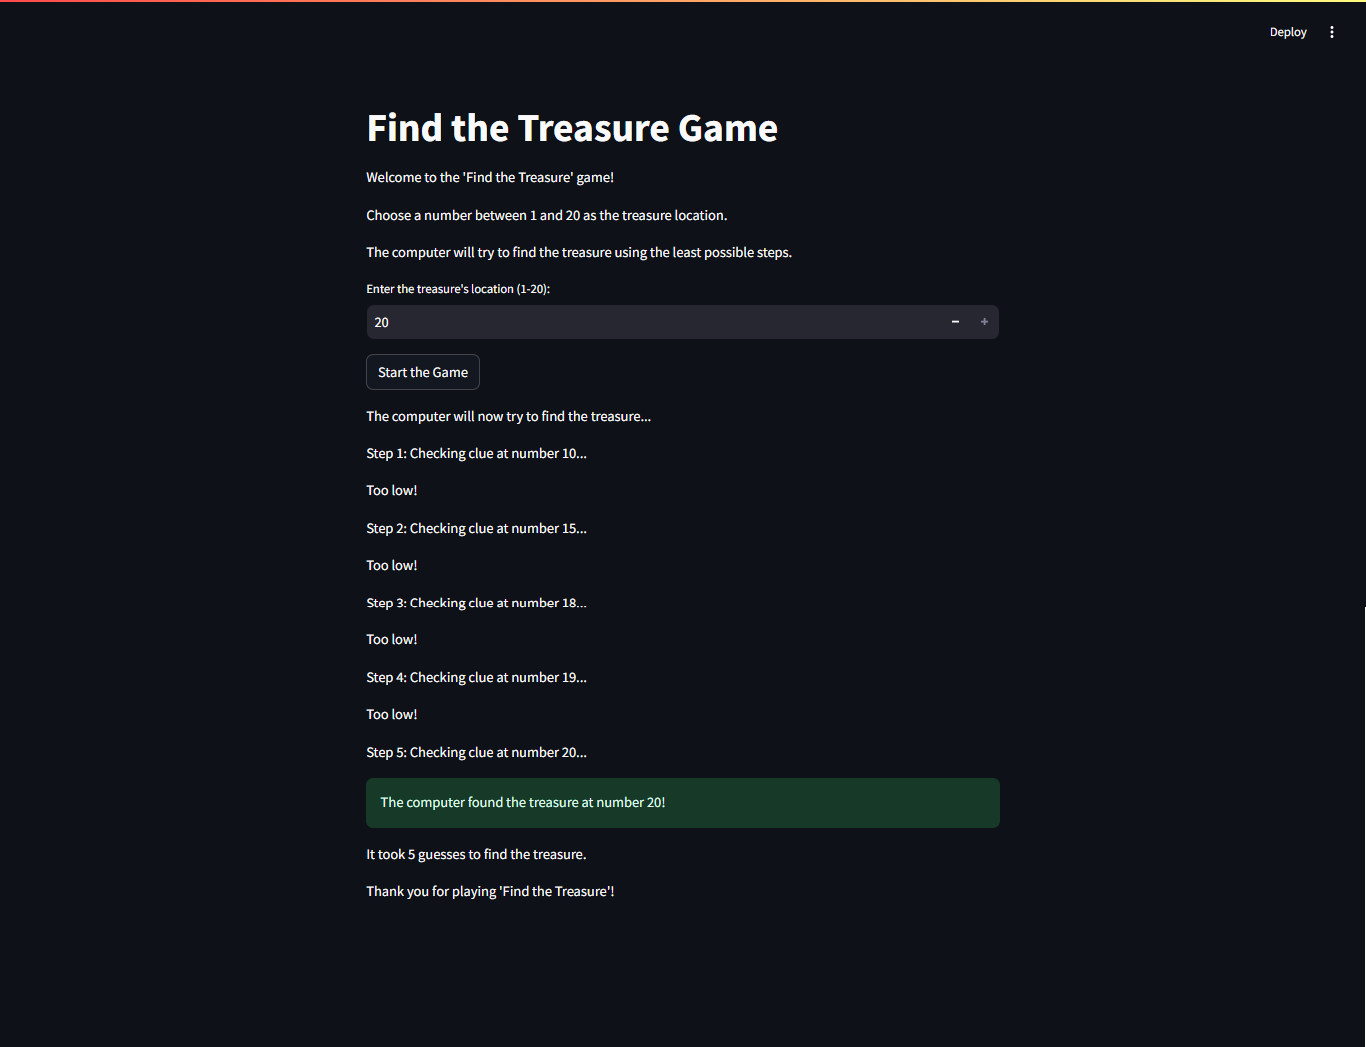 Deploy
Find the Treasure Game
Welcome to the 'Find the Treasure' game!
Choose a number between 1 and 20 as the treasure location.
The computer will try to find the treasure using the least possible steps.
Enter the treasure's location (1-20):
20
Start the Game
The computer will now try to find the treasure...
Step 1: Checking clue at number 10...
Too low!
Step 2: Checking clue at number 15...
Too low!
Step 3: Checking clue at number 18...
Too low!
Step 4: Checking clue at number 19...
Too low!
Step 5: Checking clue at number 20...
The computer found the treasure at number 20!
It took 5 guesses to find the treasure.
Thank you for playing 'Find the Treasure'!